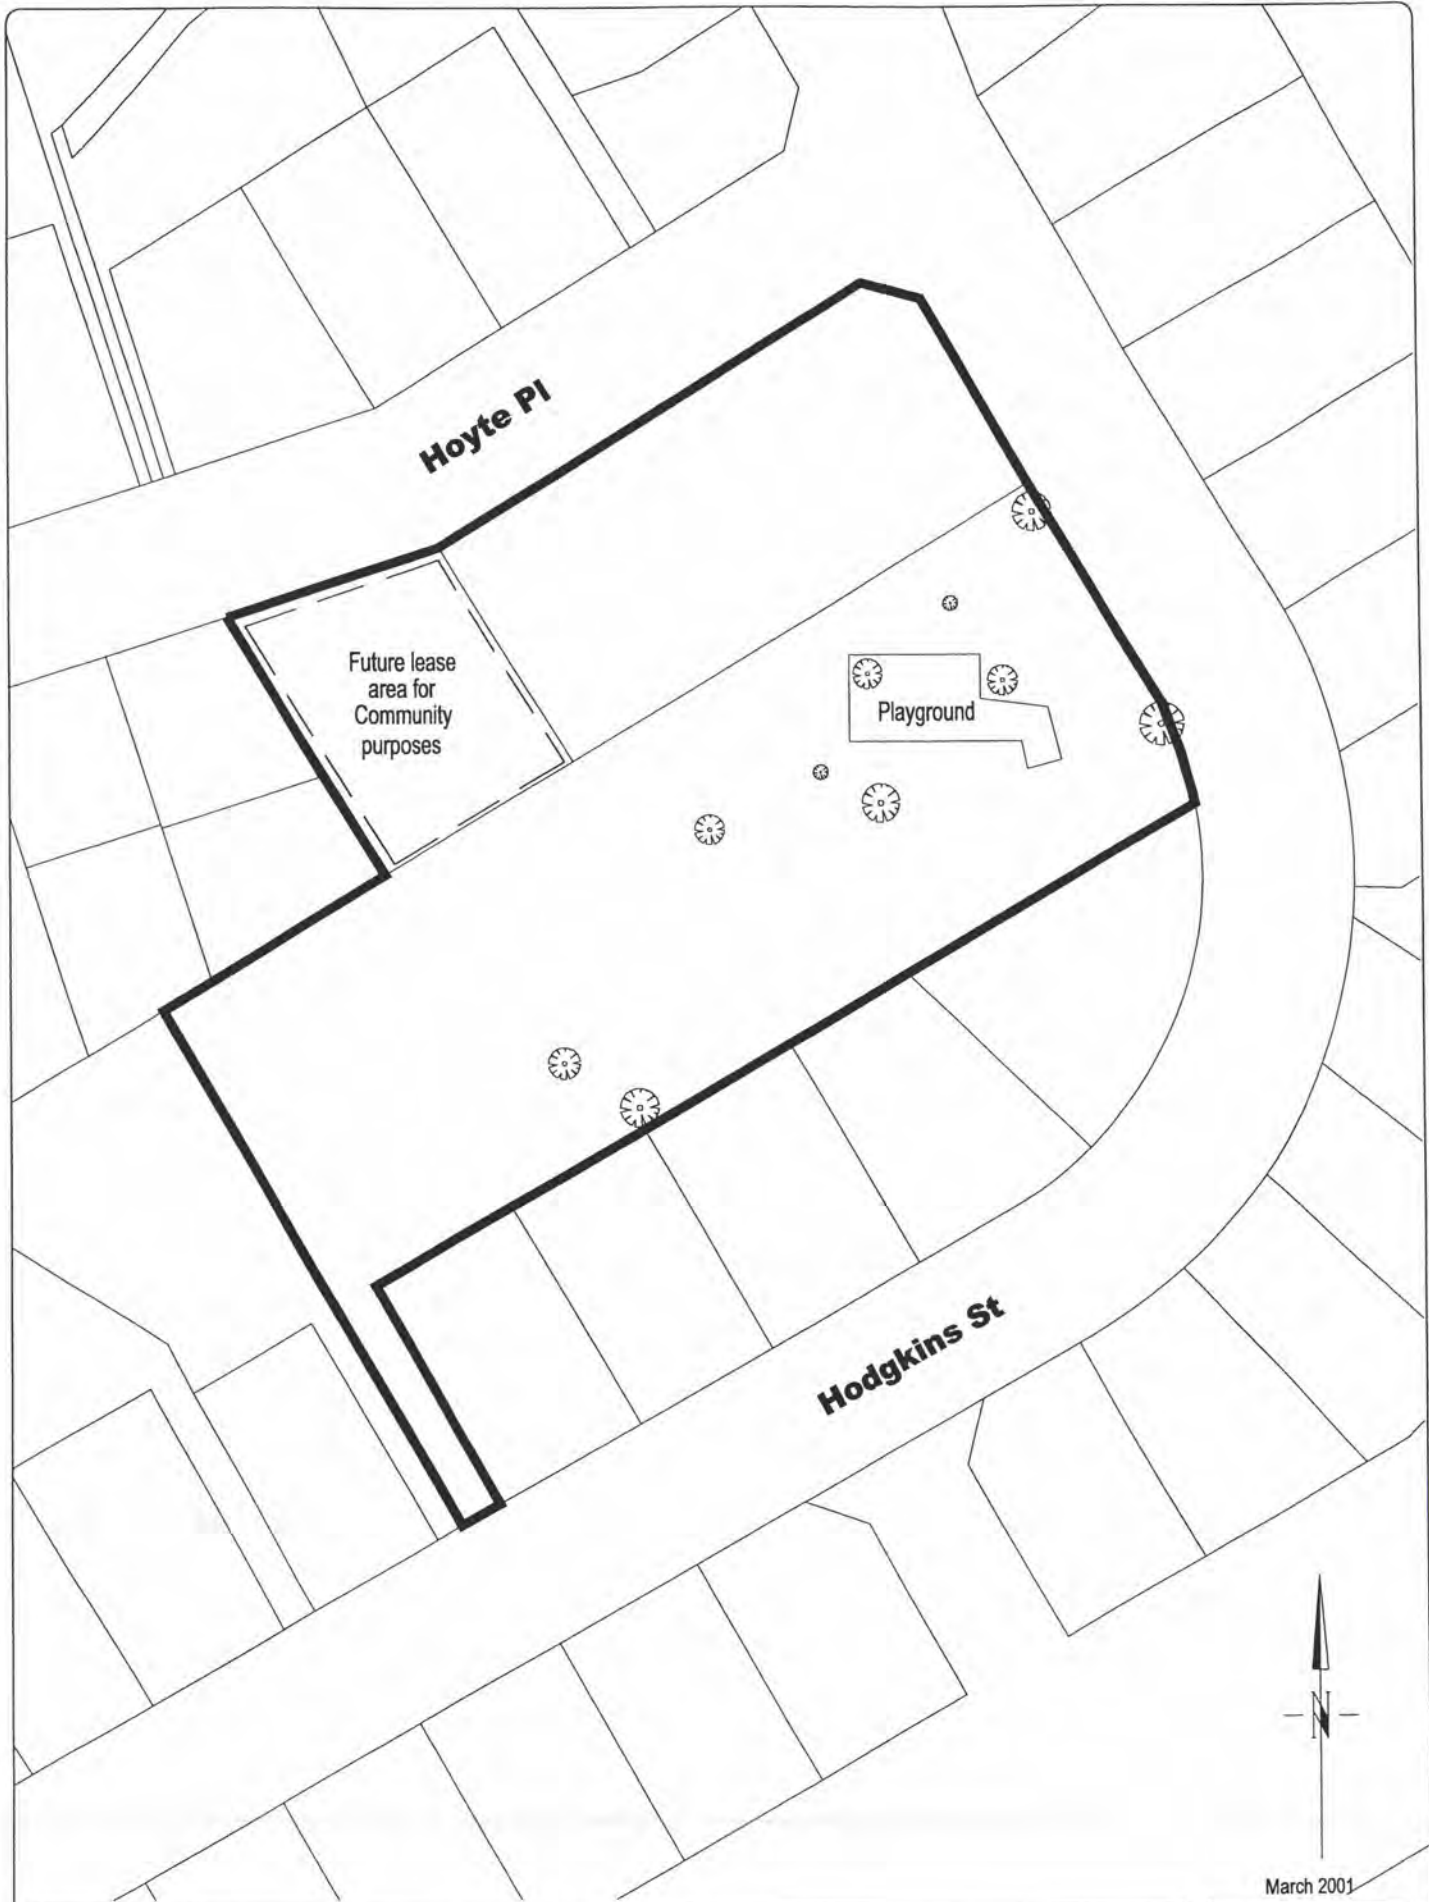 Hoyte Pl
Future lease
area for
Community
purposes
Playground
Hodgkins St
N
March 2001